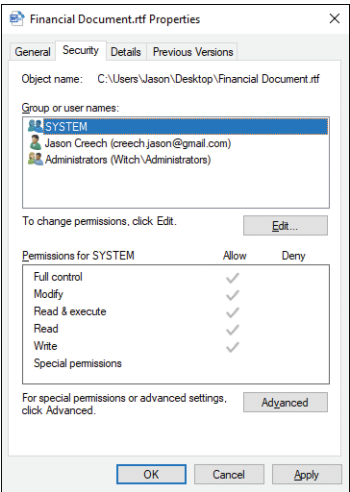 Financial Document.rtf Properties
General Security Details Previous Versions
Object name: C:\Users\Jason\Desktop\Financial Document.rtf
Group or user names:
SYSTEM
Jason Creech (creech.jason@gmail.com)
Administrators (Witch\Administrators)
To change permissions, click Edit.
Edit...
Permissions for SYSTEM Allow Deny
Full control
Modify
Read & execute
Read
Write
Special permissions
For special permissions or advanced settings,
click Advanced.
Advanced
OK Cancel Apply